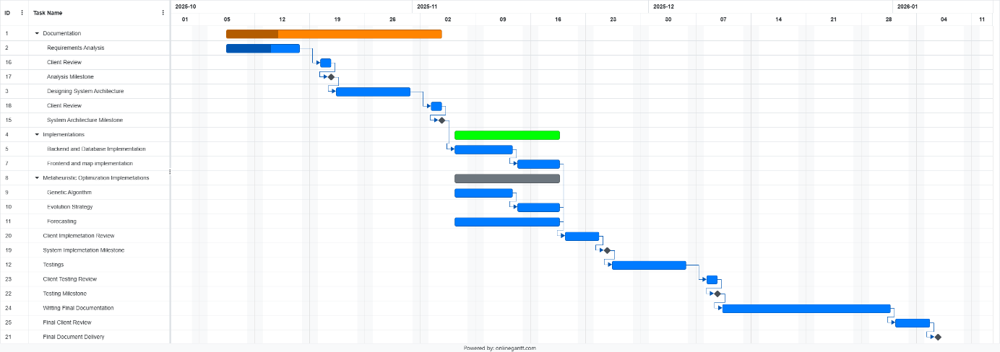 2025-10 2025-11 2025-12 2026-01
ID Task Name
01 05 12 19 26 02 09 16 23 30 07 14 21 28 04 11
1 Documentation
2 Requirements Analysis
16 Client Review
17 Analysis Milestone
3 Designing System Architecture
18 Client Review
15 System Architecture Milestone
4 Implementations
5 Backend and Database Implementation
7 Frontend and map implementation
8 Metaheuristic Optimization Implemetations
9 Genetic Algorithm
10 Evolution Strategy
11 Forecasting
20 Client Implemetation Review
19 System Implemetation Milestone
12 Testings
23 Client Testing Review
22 Testing Milestone
24 Writing Final Documentation
25 Final Client Review
21 Final Document Delivery
Powered by: onlinegantt.com